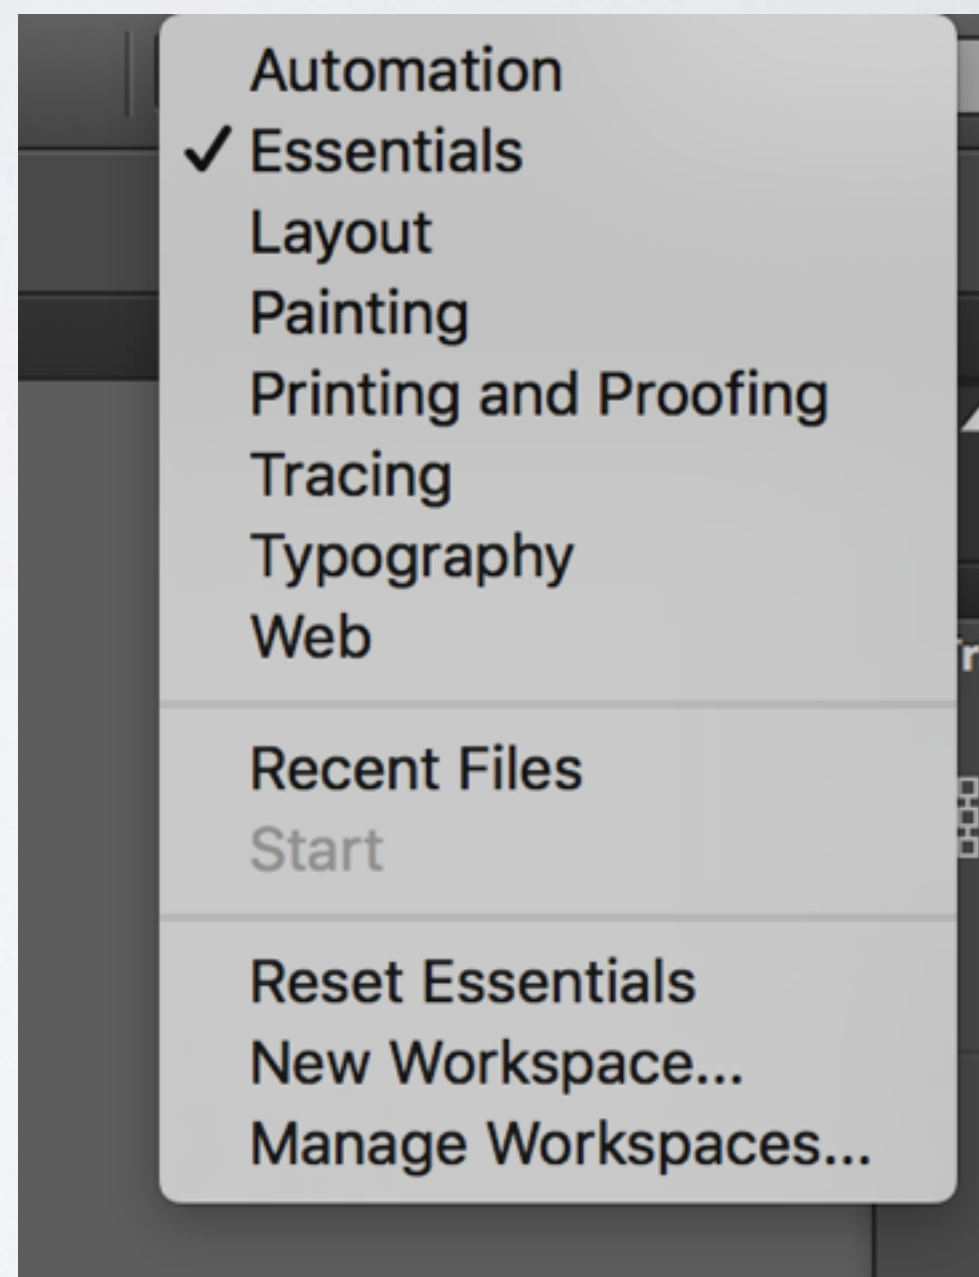 Automation
✓ Essentials
Layout
Painting
Printing and Proofing
Tracing
Typography
Web
Recent Files
Start
Reset Essentials
New Workspace...
Manage Workspaces...